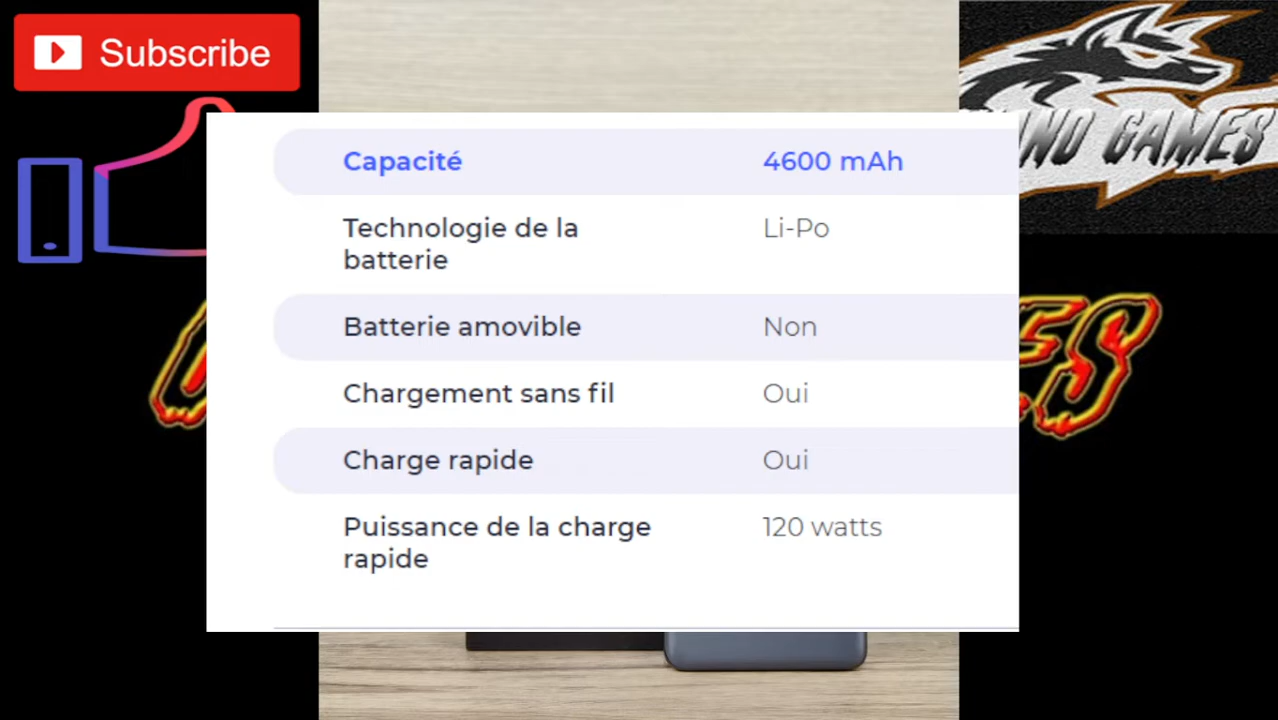 Subscribe
Capacité 4600 mAh
Technologie de la Li-Po
batterie
Batterie amovible Non
Chargement sans fil Oui
Charge rapide Oui
Puissance de la charge 120 watts
rapide
GAMES